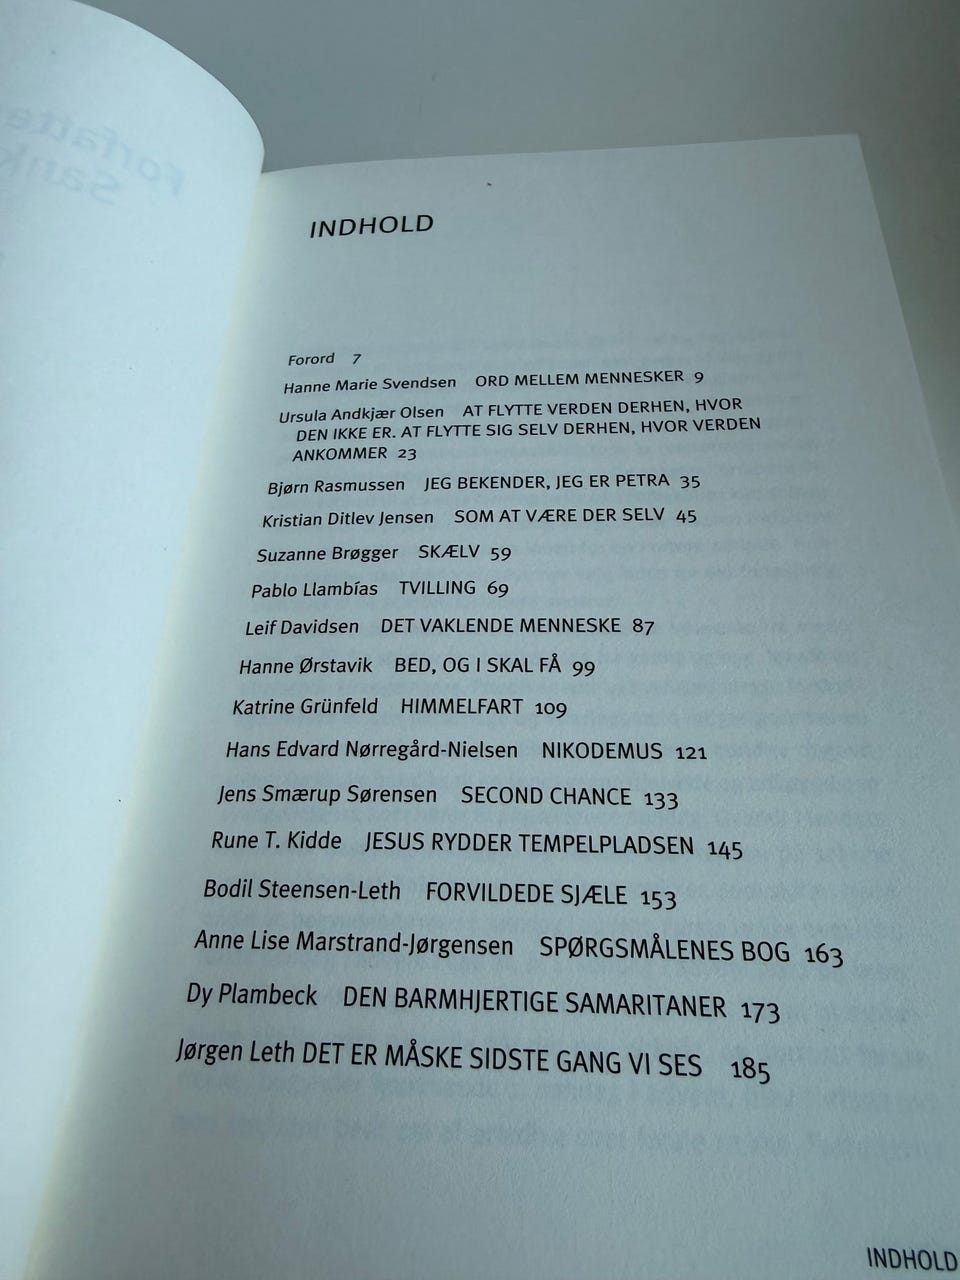 INDHOLD
Forord 7
Hanne Marie Svendsen ORD MELLEM MENNESKER 9
Ursula Andkjær Olsen AT FLYTTE VERDEN DERHEN, HVOR
DEN IKKE ER. AT FLYTTE SIG SELV DERHEN, HVOR VERDEN
ANKOMMER 23
Bjørn Rasmussen JEG BEKENDER, JEG ER PETRA 35
Kristian Ditlev Jensen SOM AT VÆRE DER SELV 45
Suzanne Brøgger SKÆLV 59
Pablo Llambías TVILLING 69
Leif Davidsen DET VAKLENDE MENNESKE 87
Hanne Ørstavik BED, OG I SKAL FÅ 99
Katrine Grünfeld HIMMELFART 109
Hans Edvard Nørregård-Nielsen NIKODEMUS 121
Jens Smærup Sørensen SECOND CHANCE 133
Rune T. Kidde JESUS RYDDER TEMPELPLADSEN 145
Bodil Steensen-Leth FORVILDEDE SJÆLE 153
Anne Lise Marstrand-Jørgensen SPØRGSMÅLENES BOG 163
Dy Plambeck DEN BARMHJERTIGE SAMARITANER 173
Jørgen Leth DET ER MÅSKE SIDSTE GANG VI SES 185
INDHOLD